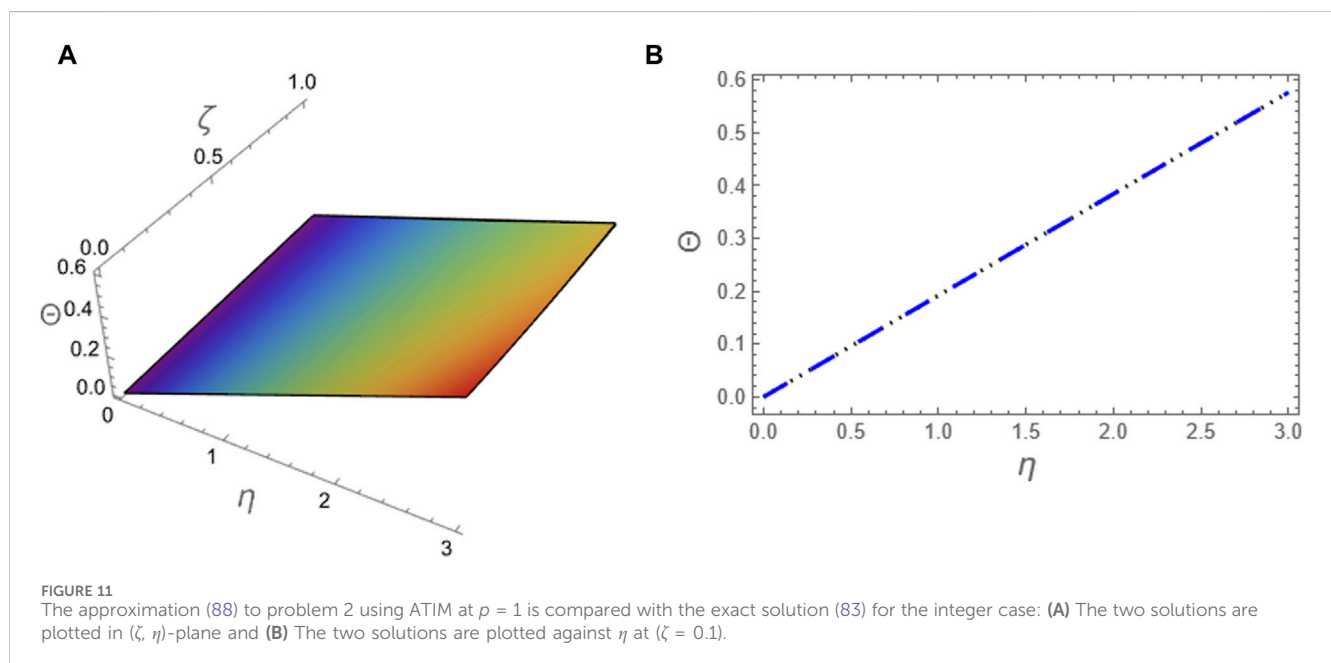 A
B
1.0
ζ
0.5
0.0
0.6
Θ 0.4
0.2
0.0
0
1
η
2
3
0.6
0.5
0.4
0.3
Θ
0.2
0.1
0.0
0.0 0.5 1.0 1.5 2.0 2.5 3.0
η
FIGURE 11
The approximation (88) to problem 2 using ATIM at p = 1 is compared with the exact solution (83) for the integer case: (A) The two solutions are
plotted in (ζ, η)-plane and (B) The two solutions are plotted against η at (ζ = 0.1).